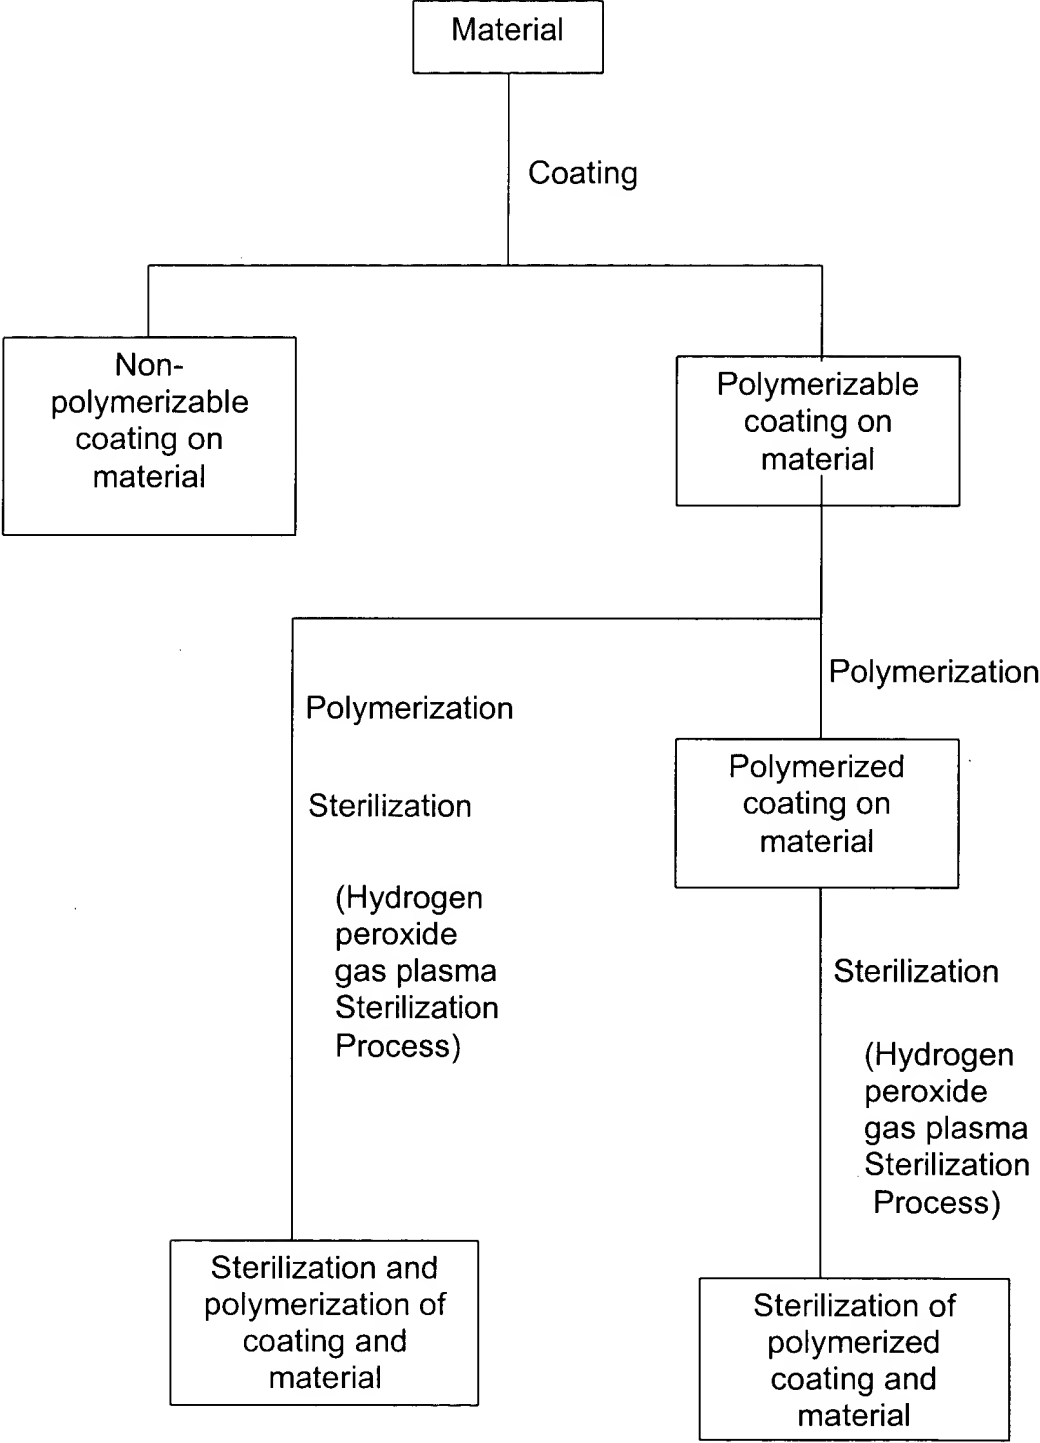 Material
Coating
Non-
polymerizable
coating on
material
Polymerizable
coating on
material
Polymerization
Sterilization
(Hydrogen
peroxide
gas plasma
Sterilization
Process)
Polymerization
Polymerized
coating on
material
Sterilization
(Hydrogen
peroxide
gas plasma
Sterilization
Process)
Sterilization and
polymerization of
coating and
material
Sterilization of
polymerized
coating and
material